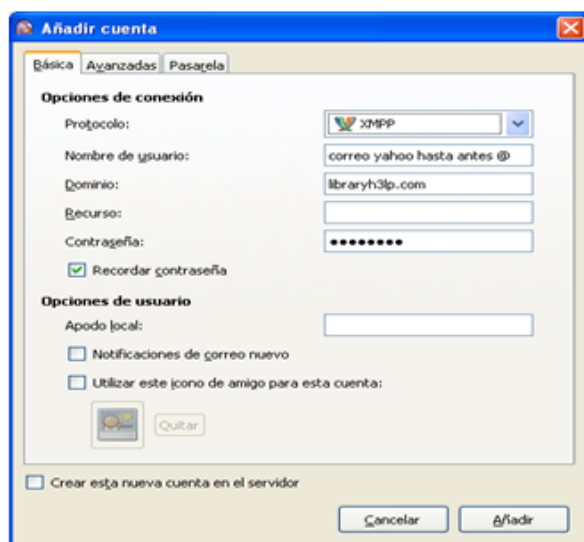 Añadir cuenta
Básica Avanzadas Pasarela
Opciones de conexión
Protocolo: XMPP
Nombre de usuario: correo yahoo hasta antes @
Dominio: libraryh3lp.com
Recurso:
Contraseña: ●●●●●●●●
Recordar contraseña
Opciones de usuario
Apodo local:
Notificaciones de correo nuevo
Utilizar este icono de amigo para esta cuenta:
Quitar
Crear esta nueva cuenta en el servidor
Cancelar Añadir